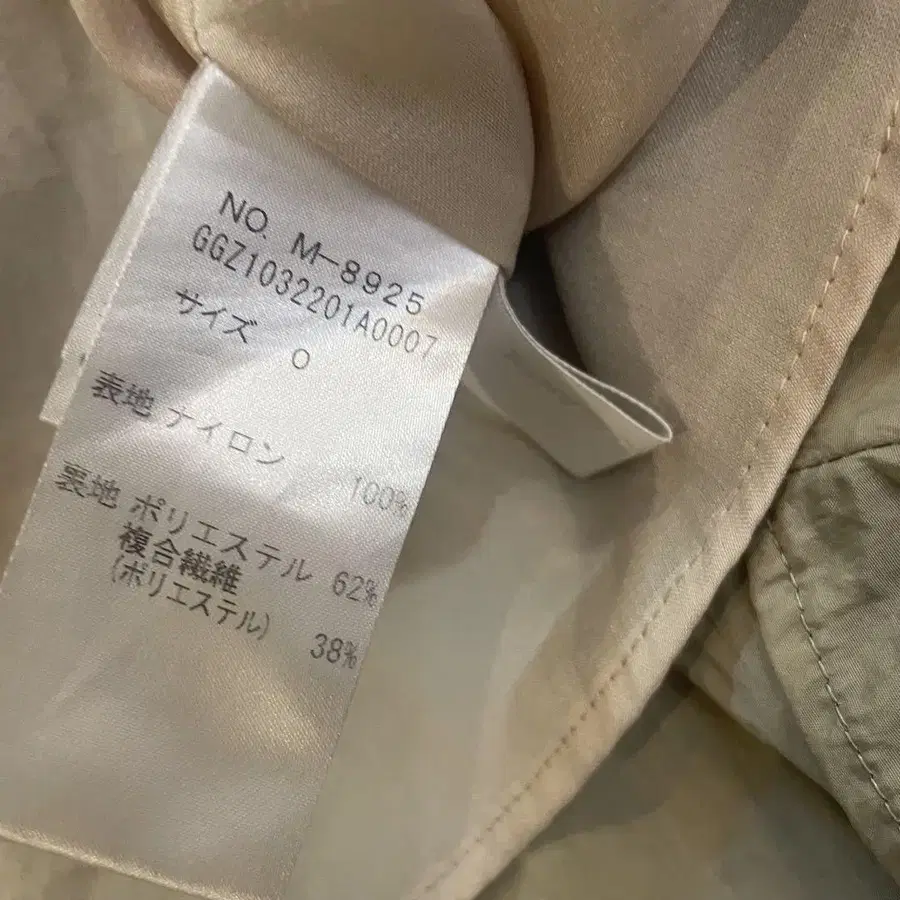 NO. M-8925
GGZ1032201A0007
サイズ O
表地 ナイロン 100%
裏地 ポリエステル 62%
複合繊維
(ポリエステル) 38%